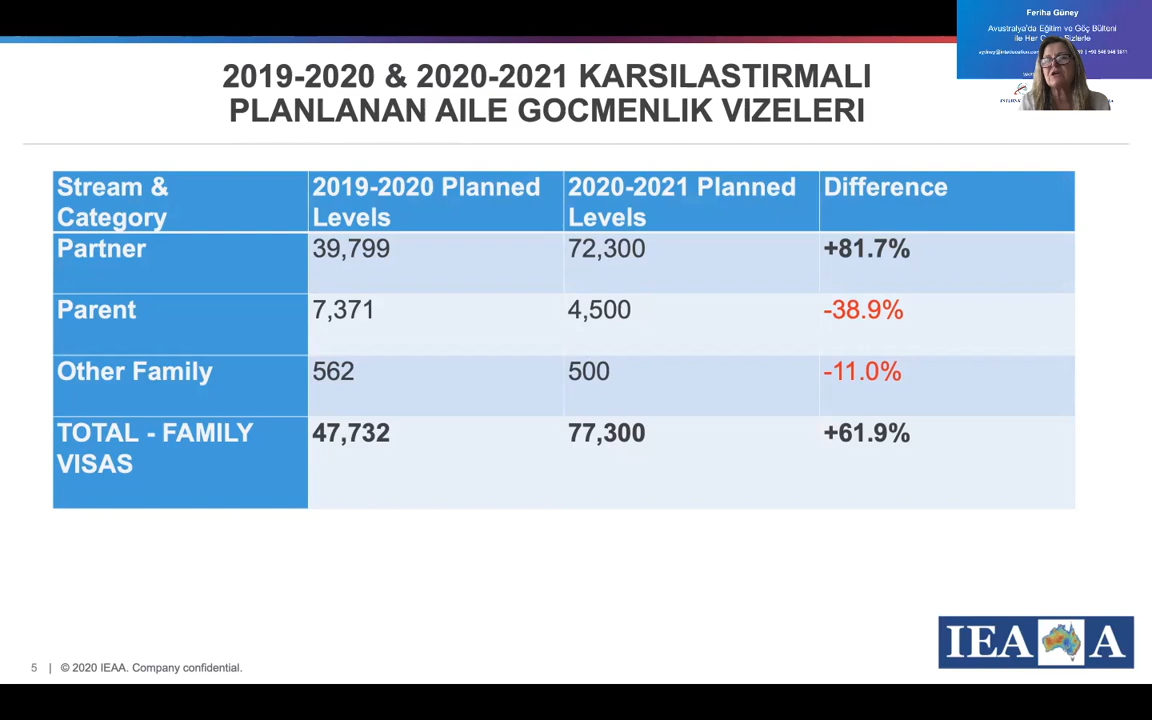 Feriha Güney
Avustralya'da Eğitim ve Göç Bülteni
ile Her Bizlerle
2019-2020 & 2020-2021 KARSILASTIRMALI
PLANLANAN AILE GOCMENLIK VIZELERI
Stream & Category
2019-2020 Planned Levels
2020-2021 Planned Levels
Difference
Partner 39,799 72,300 +81.7%
Parent 7,371 4,500 -38.9%
Other Family 562 500 -11.0%
TOTAL - FAMILY VISAS 47,732 77,300 +61.9%
IEAA
5 | © 2020 IEAA. Company confidential.